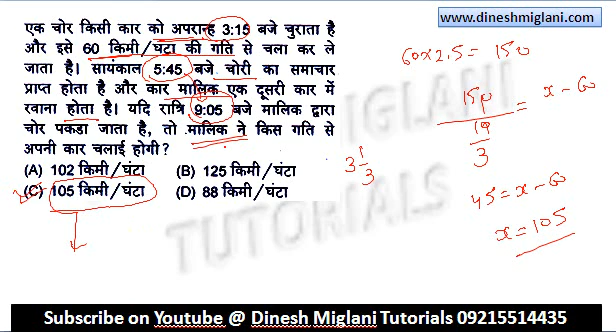 www.dineshmiglani.com
एक चोर किसी कार को अपरान्ह 3:15 बजे चुराता है
और इसे 60 किमी/घंटा की गति से चला कर ले
जाता है। सायंकाल 5:45 बजे चोरी का समाचार
प्राप्त होता है और कार मालिक एक दूसरी कार में
रवाना होता है। यदि रात्रि 9:05 बजे मालिक द्वारा
चोर पकडा जाता है, तो मालिक ने किस गति से
अपनी कार चलाई होगी?
(A) 102 किमी/घंटा (B) 125 किमी/घंटा
(C) 105 किमी/घंटा (D) 88 किमी/घंटा
60 x 2.5 = 150
150
10
3
= x - 60
3 1/3
45 = x - 60
x = 105
MIGLANI
TUTORIALS
Subscribe on Youtube @ Dinesh Miglani Tutorials 09215514435